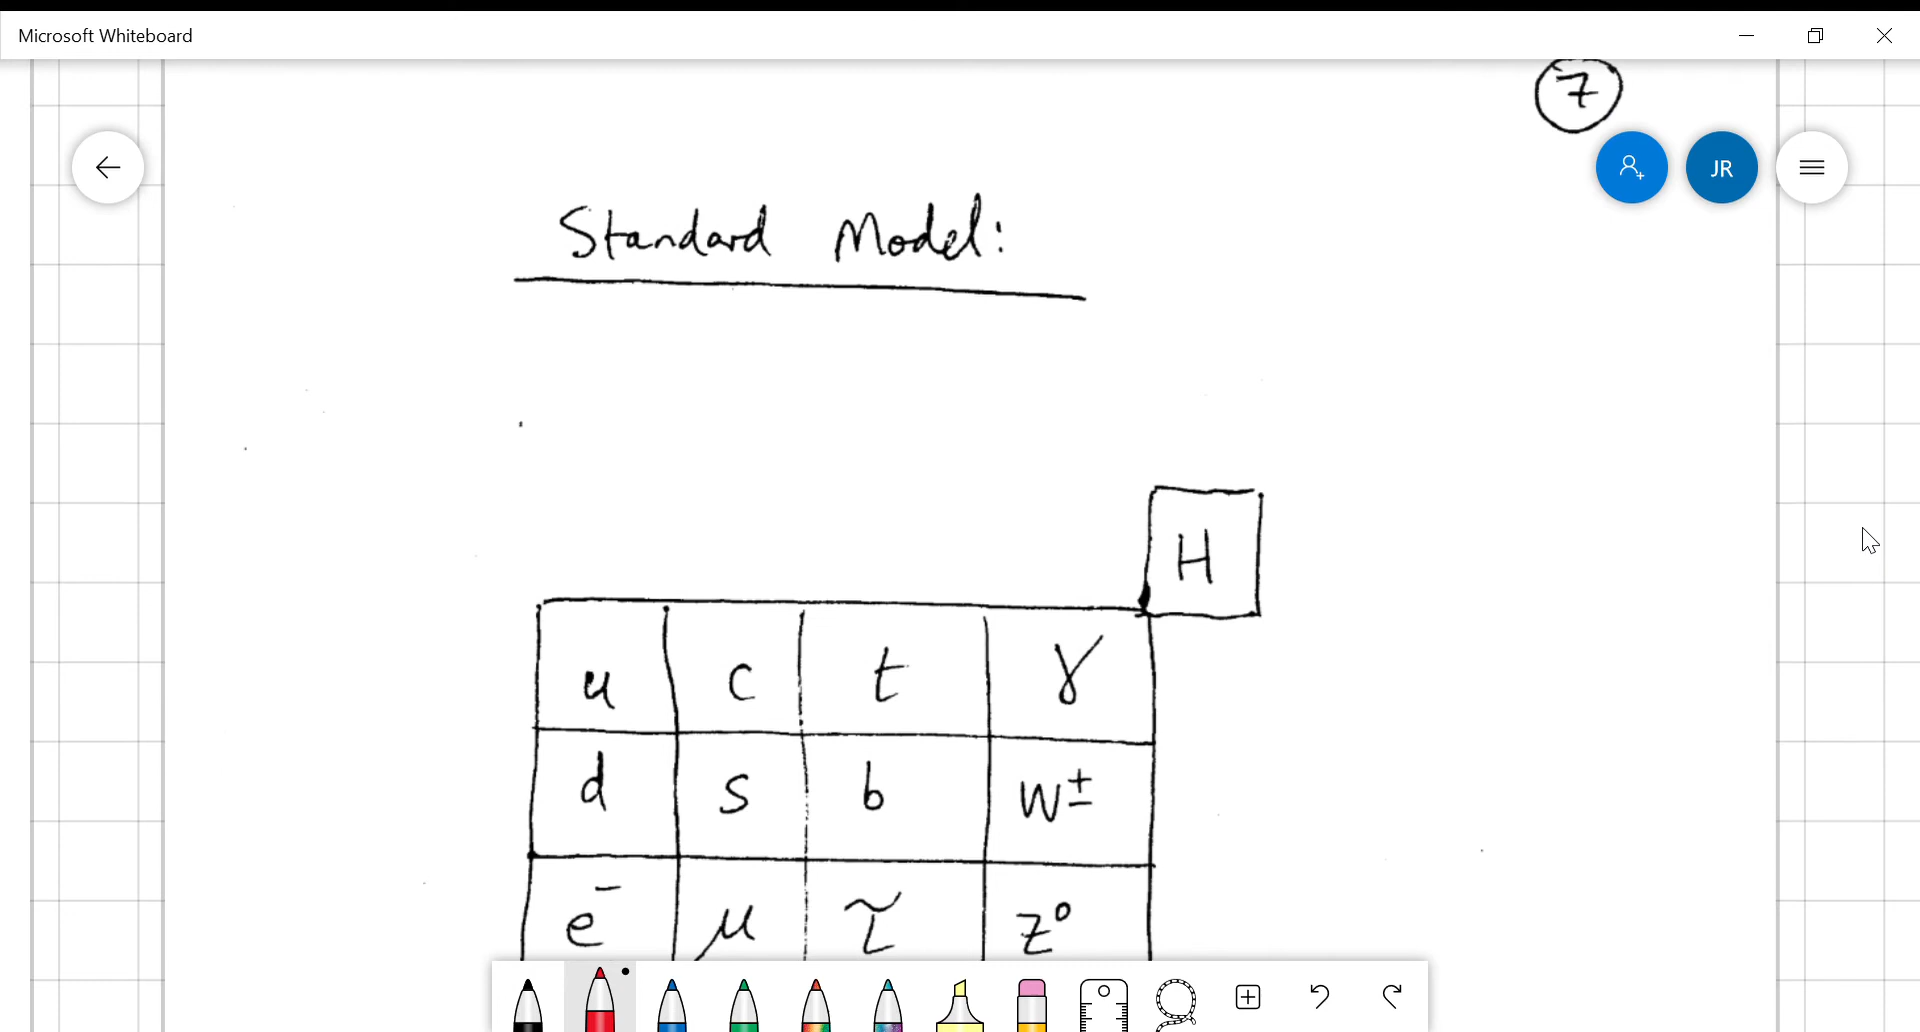 Microsoft Whiteboard
7
JR
Standard Model:
H
u c t γ
d s b W±
e⁻ μ τ Z⁰